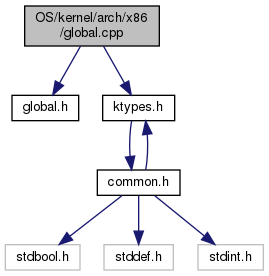 OS/kernel/arch/x86
/global.cpp
global.h
ktypes.h
common.h
stdbool.h
stddef.h
stdint.h